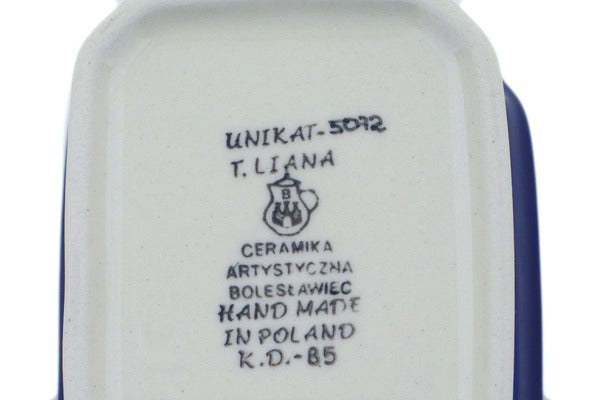 UNIKAT-5072
T. LIANA
B
CERAMIKA
ARTYSTYCZNA
BOLESŁAWIEC
HAND MADE
IN POLAND
K.D.-85